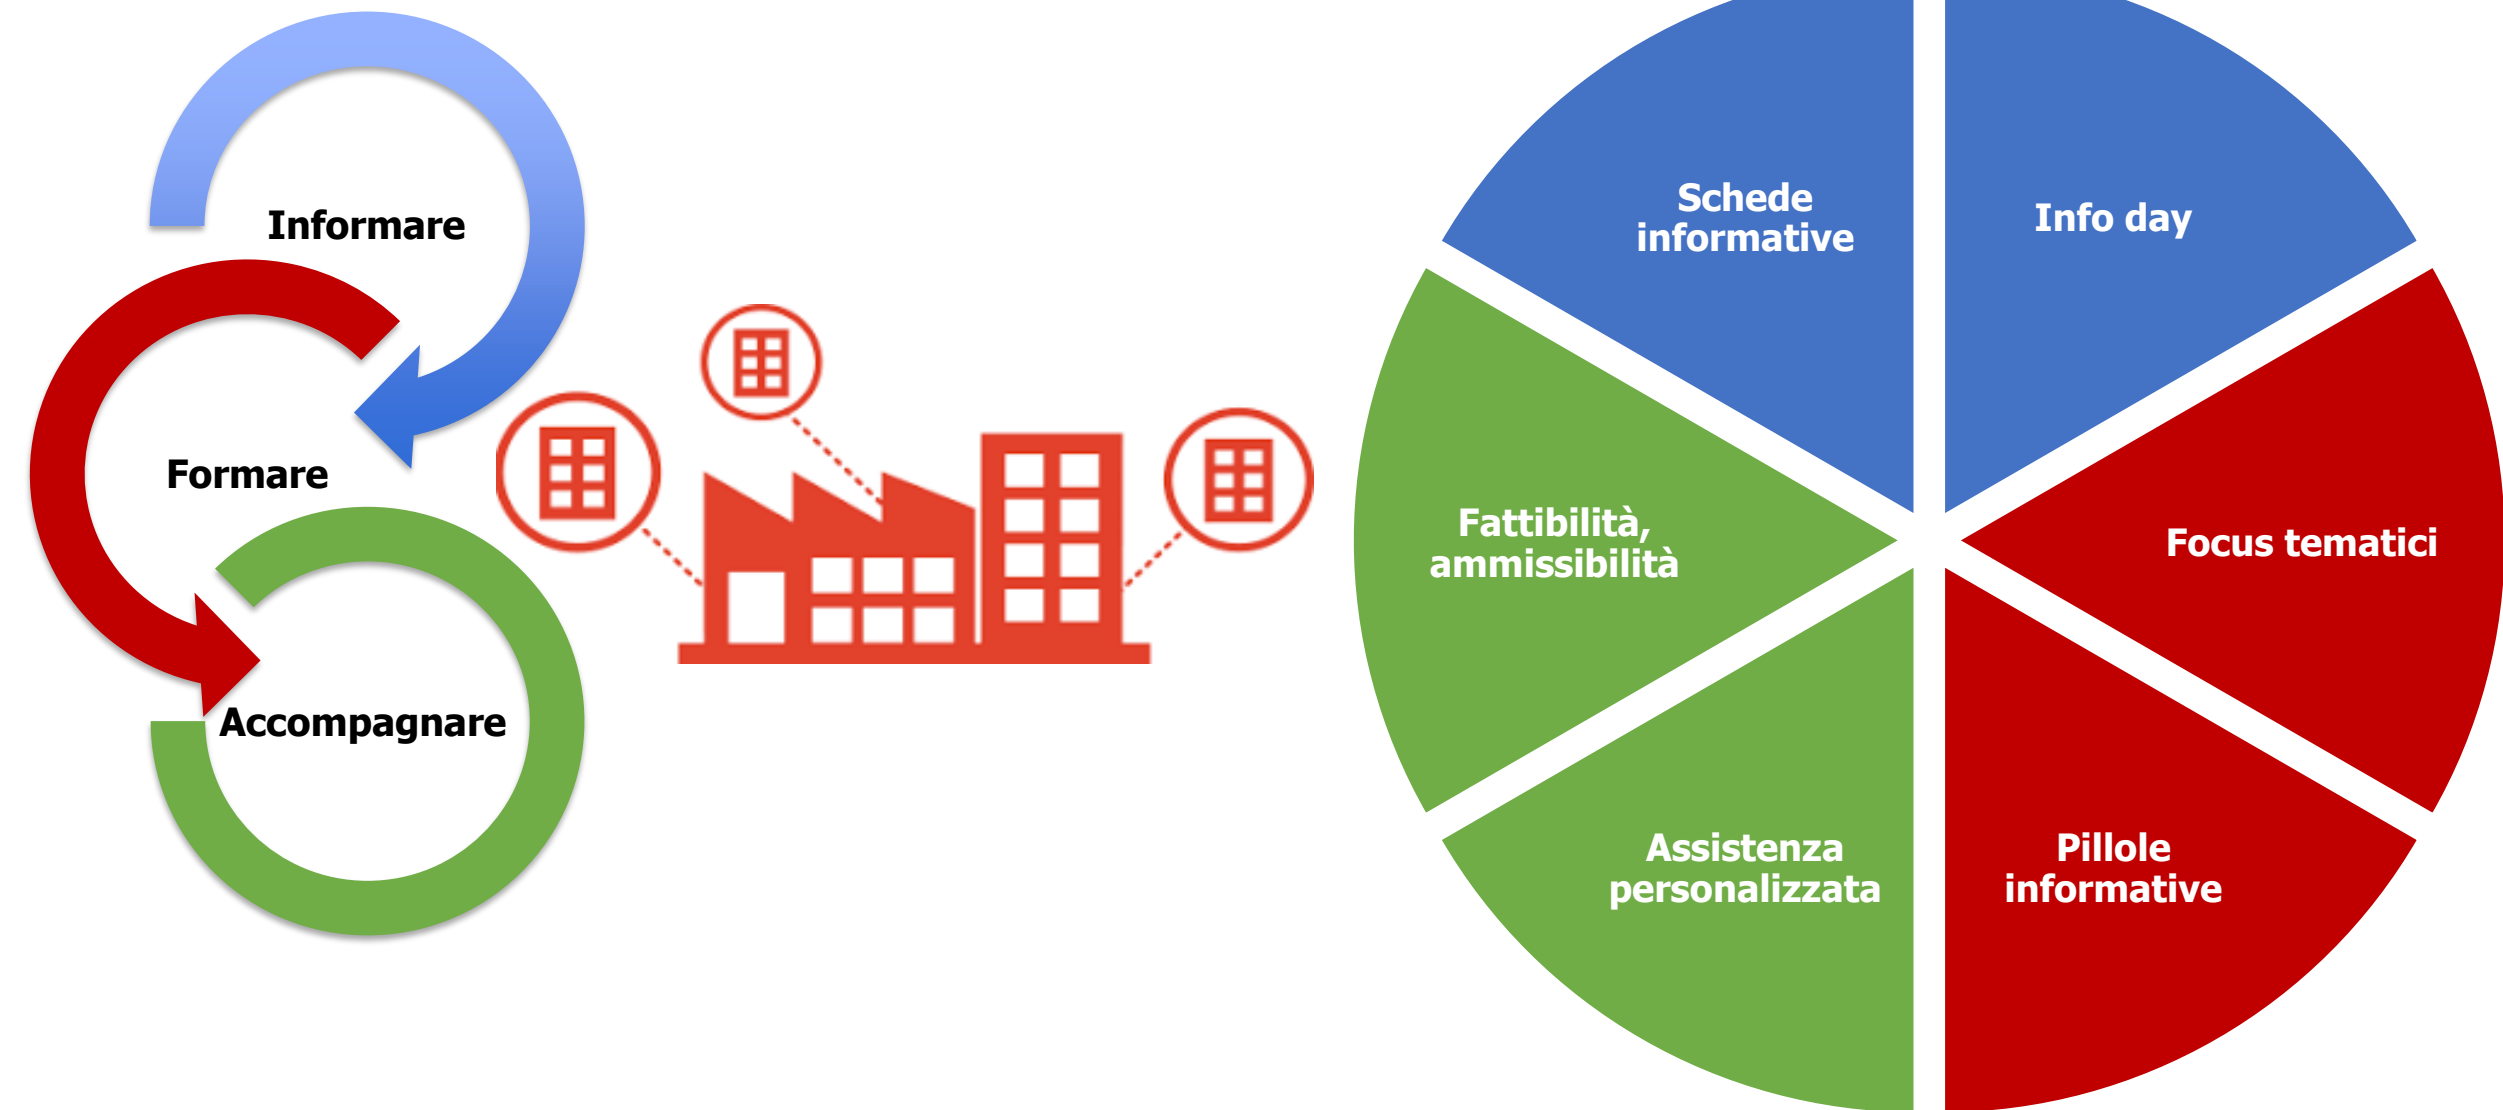 Informare
Formare
Accompagnare
Schede
informative
Info day
Fattibilità,
ammissibilità
Focus tematici
Assistenza
personalizzata
Pillole
informative